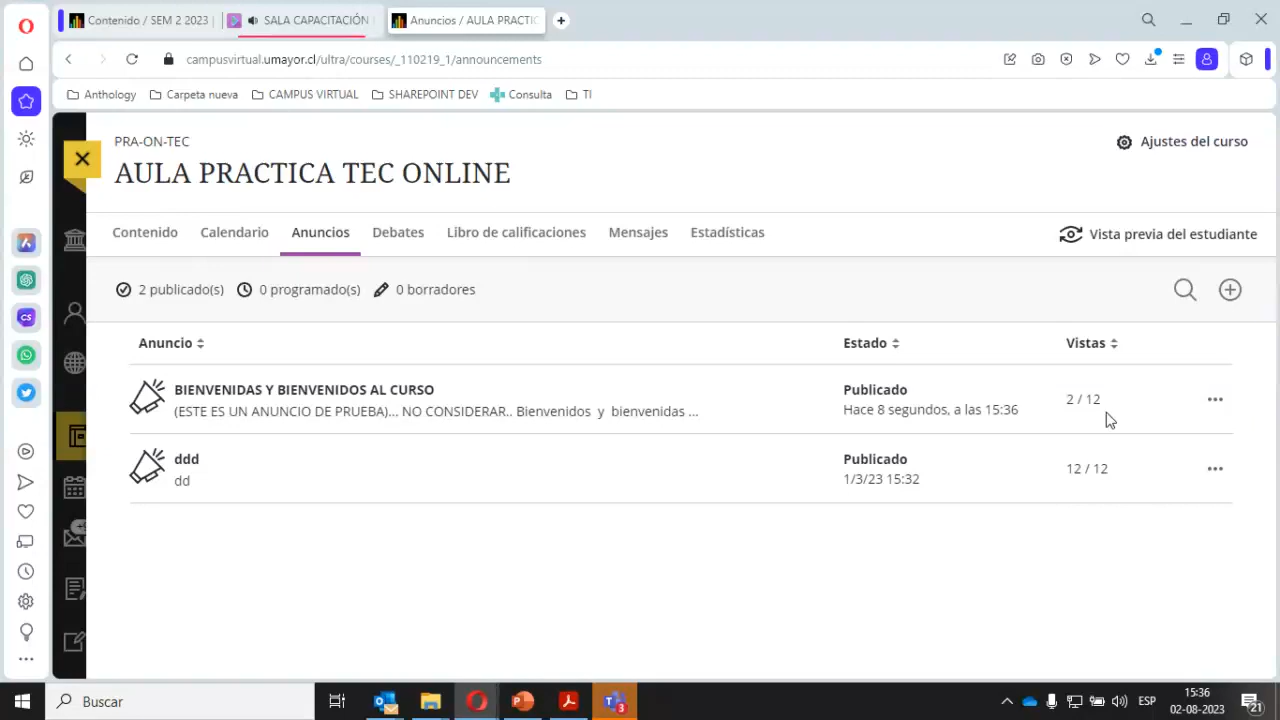 Contenido / SEM 2 2023
SALA CAPACITACIÓN
Anuncios / AULA PRACTIC
campusvirtual.umayor.cl/ultra/courses/_110219_1/announcements
Anthology
Carpeta nueva
CAMPUS VIRTUAL
SHAREPOINT DEV
Consulta
TI
PRA-ON-TEC
Ajustes del curso
AULA PRACTICA TEC ONLINE
Contenido
Calendario
Anuncios
Debates
Libro de calificaciones
Mensajes
Estadísticas
Vista previa del estudiante
2 publicado(s)
0 programado(s)
0 borradores
Anuncio
Estado
Vistas
BIENVENIDAS Y BIENVENIDOS AL CURSO
(ESTE ES UN ANUNCIO DE PRUEBA)... NO CONSIDERAR.. Bienvenidos y bienvenidas ...
Publicado
Hace 8 segundos, a las 15:36
2 / 12
ddd
dd
Publicado
1/3/23 15:32
12 / 12
CS
Buscar
3
ESP
15:36
02-08-2023
21